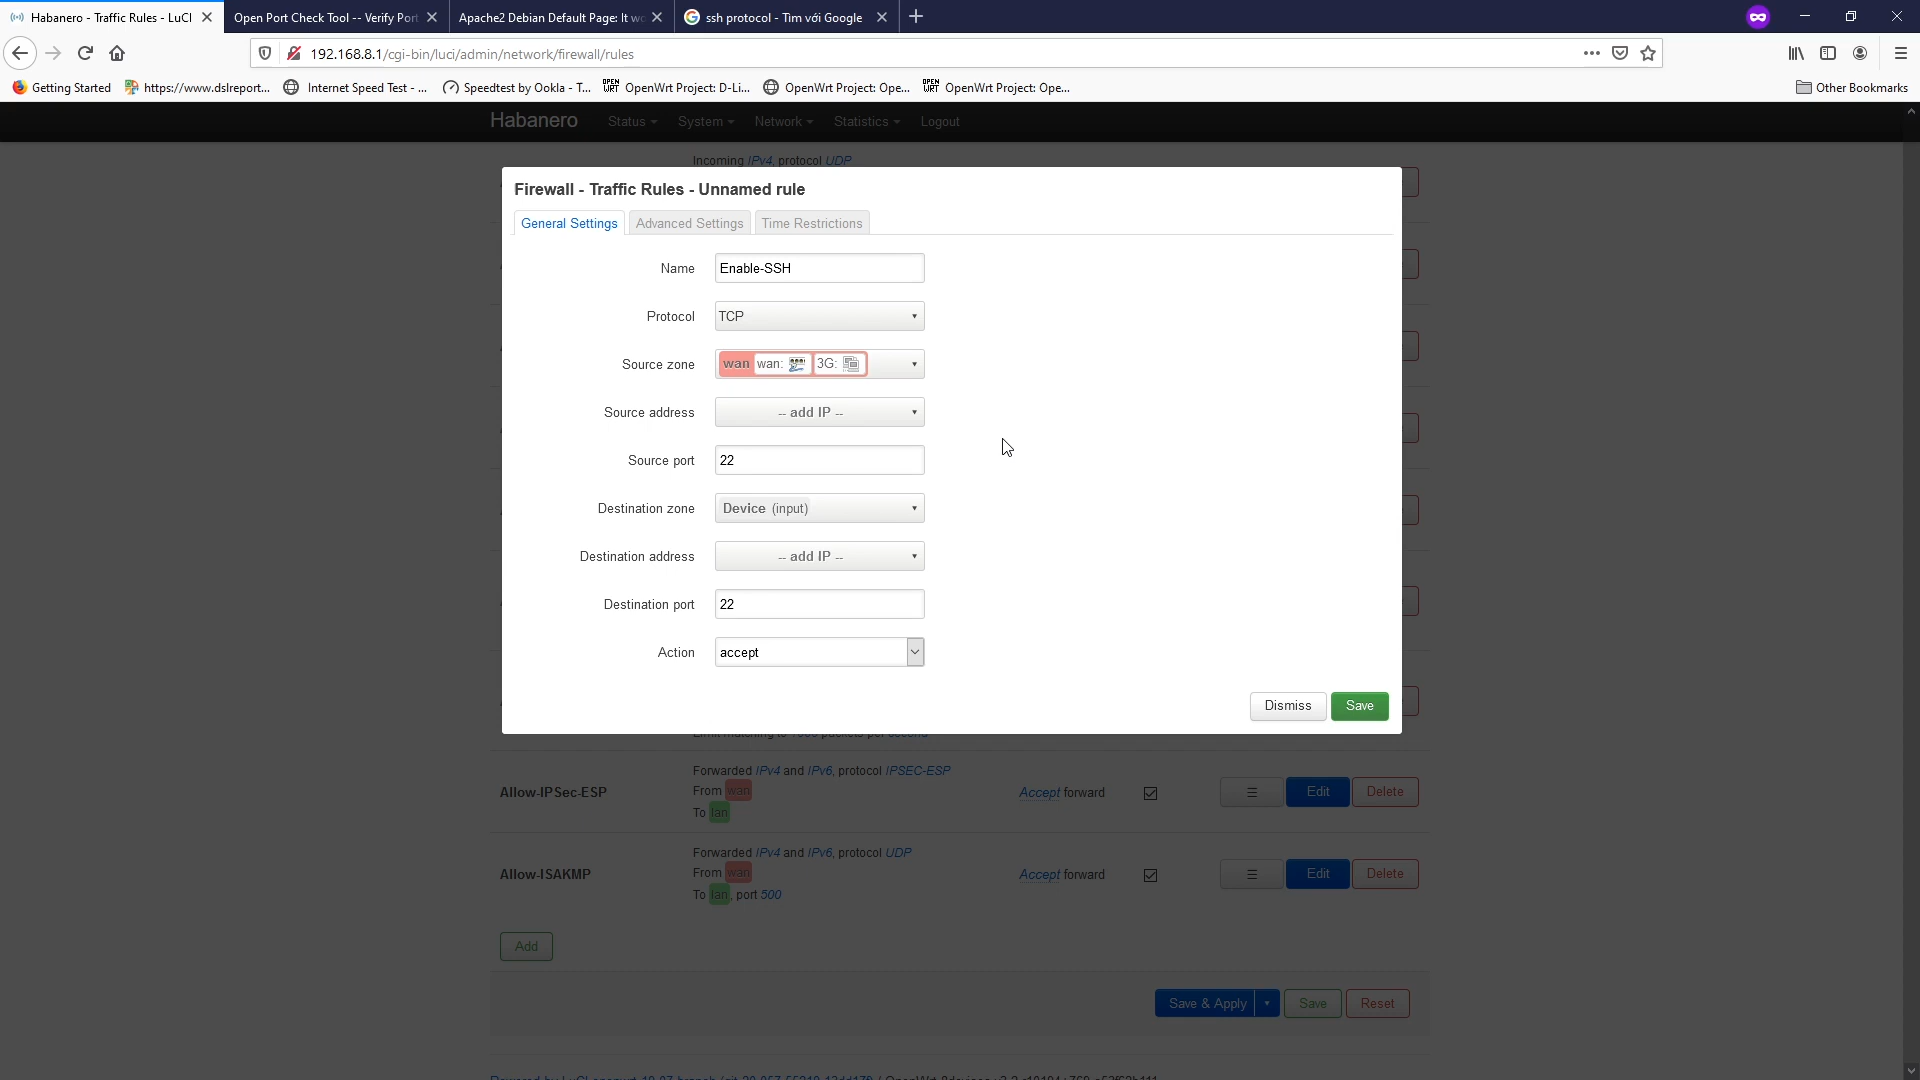 Habanero - Traffic Rules - LuCI
Open Port Check Tool -- Verify Port
Apache2 Debian Default Page: It wo
ssh protocol - Tìm với Google
192.168.8.1/cgi-bin/luci/admin/network/firewall/rules
Getting Started
https://www.dslreport...
Internet Speed Test - ...
Speedtest by Ookla - T...
OpenWrt Project: D-Li...
OpenWrt Project: Ope...
OpenWrt Project: Ope...
Other Bookmarks
Habanero Status System Network Statistics Logout
Incoming IPv4, protocol UDP
Firewall - Traffic Rules - Unnamed rule
General Settings Advanced Settings Time Restrictions
Name Enable-SSH
Protocol TCP
Source zone wan wan: 3G:
Source address -- add IP --
Source port 22
Destination zone Device (input)
Destination address -- add IP --
Destination port 22
Action accept
Dismiss Save
Forwarded IPv4 and IPv6, protocol IPSEC-ESP
Allow-IPSec-ESP From wan Accept forward Edit Delete
To lan
Forwarded IPv4 and IPv6, protocol UDP
Allow-ISAKMP From wan Accept forward Edit Delete
To lan, port 500
Add
Save & Apply Save Reset